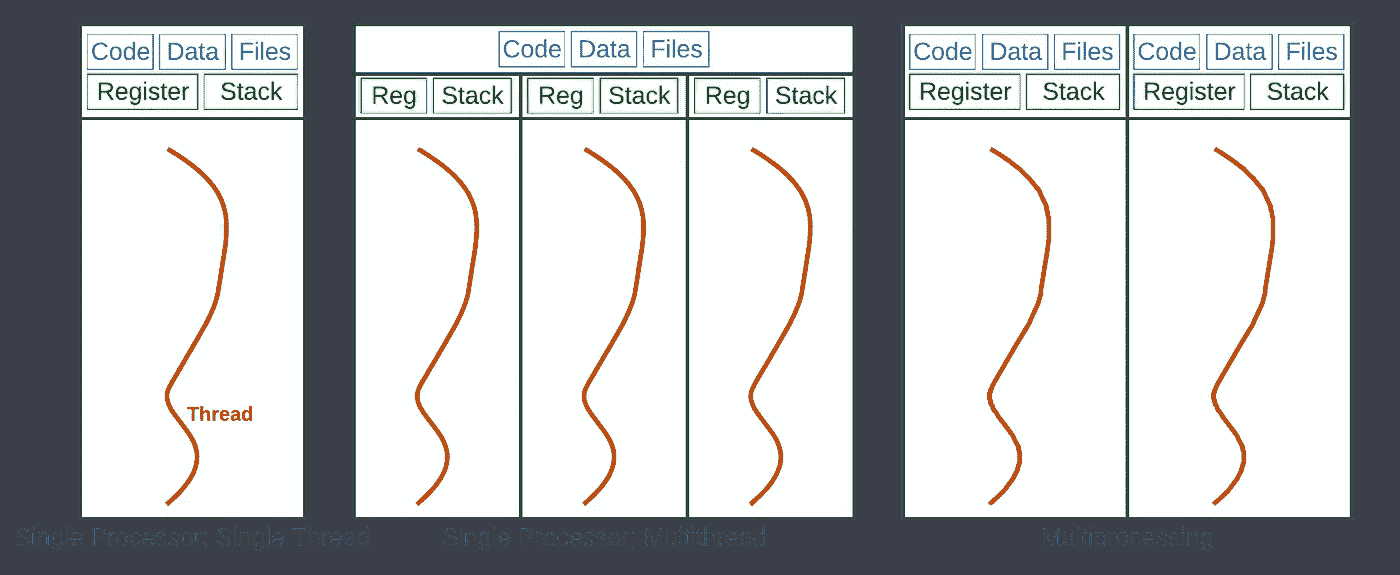 Code Data Files
Register Stack
Thread
Single Processor; Single Thread
Code Data Files
Reg Stack Reg Stack Reg Stack
Single Processor; Multithread
Code Data Files Code Data Files
Register Stack Register Stack
Multiprocessing